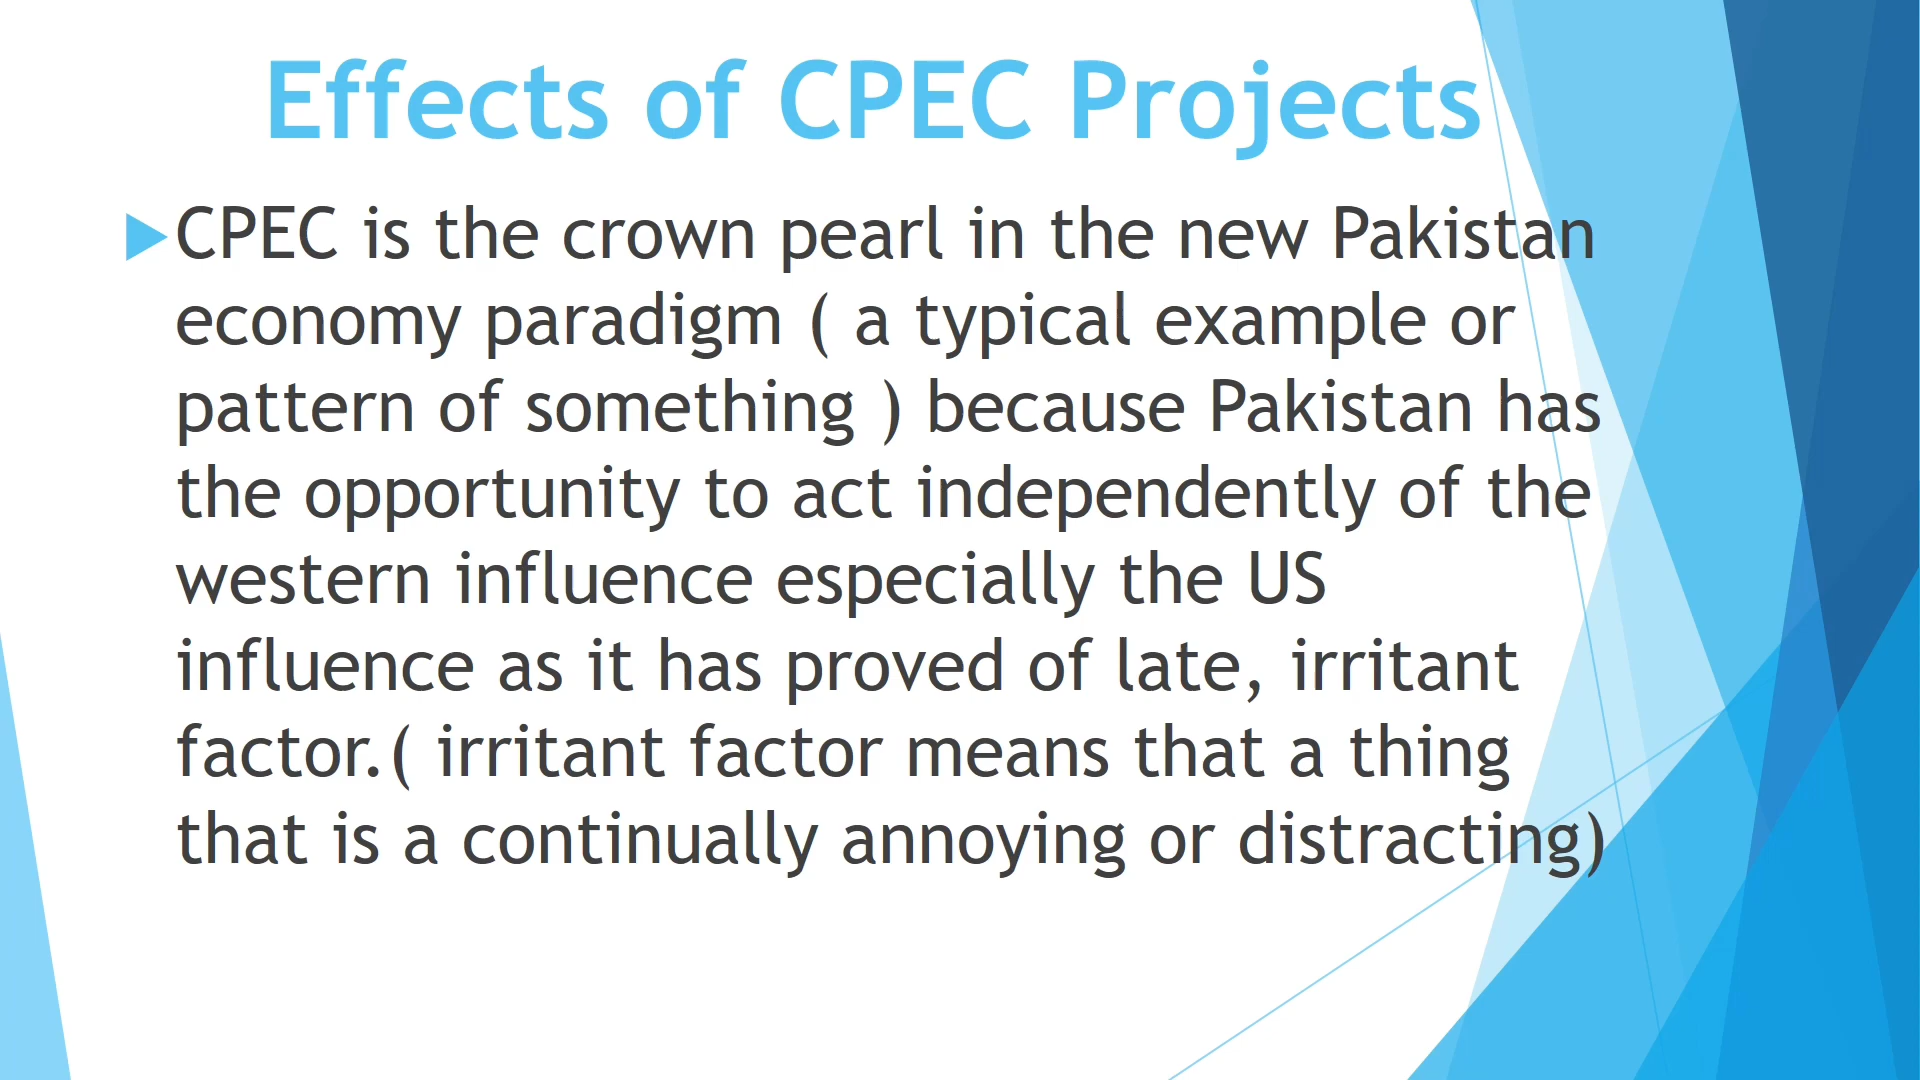 Effects of CPEC Projects
CPEC is the crown pearl in the new Pakistan
economy paradigm ( a typical example or
pattern of something ) because Pakistan has
the opportunity to act independently of the
western influence especially the US
influence as it has proved of late, irritant
factor.( irritant factor means that a thing
that is a continually annoying or distracting)